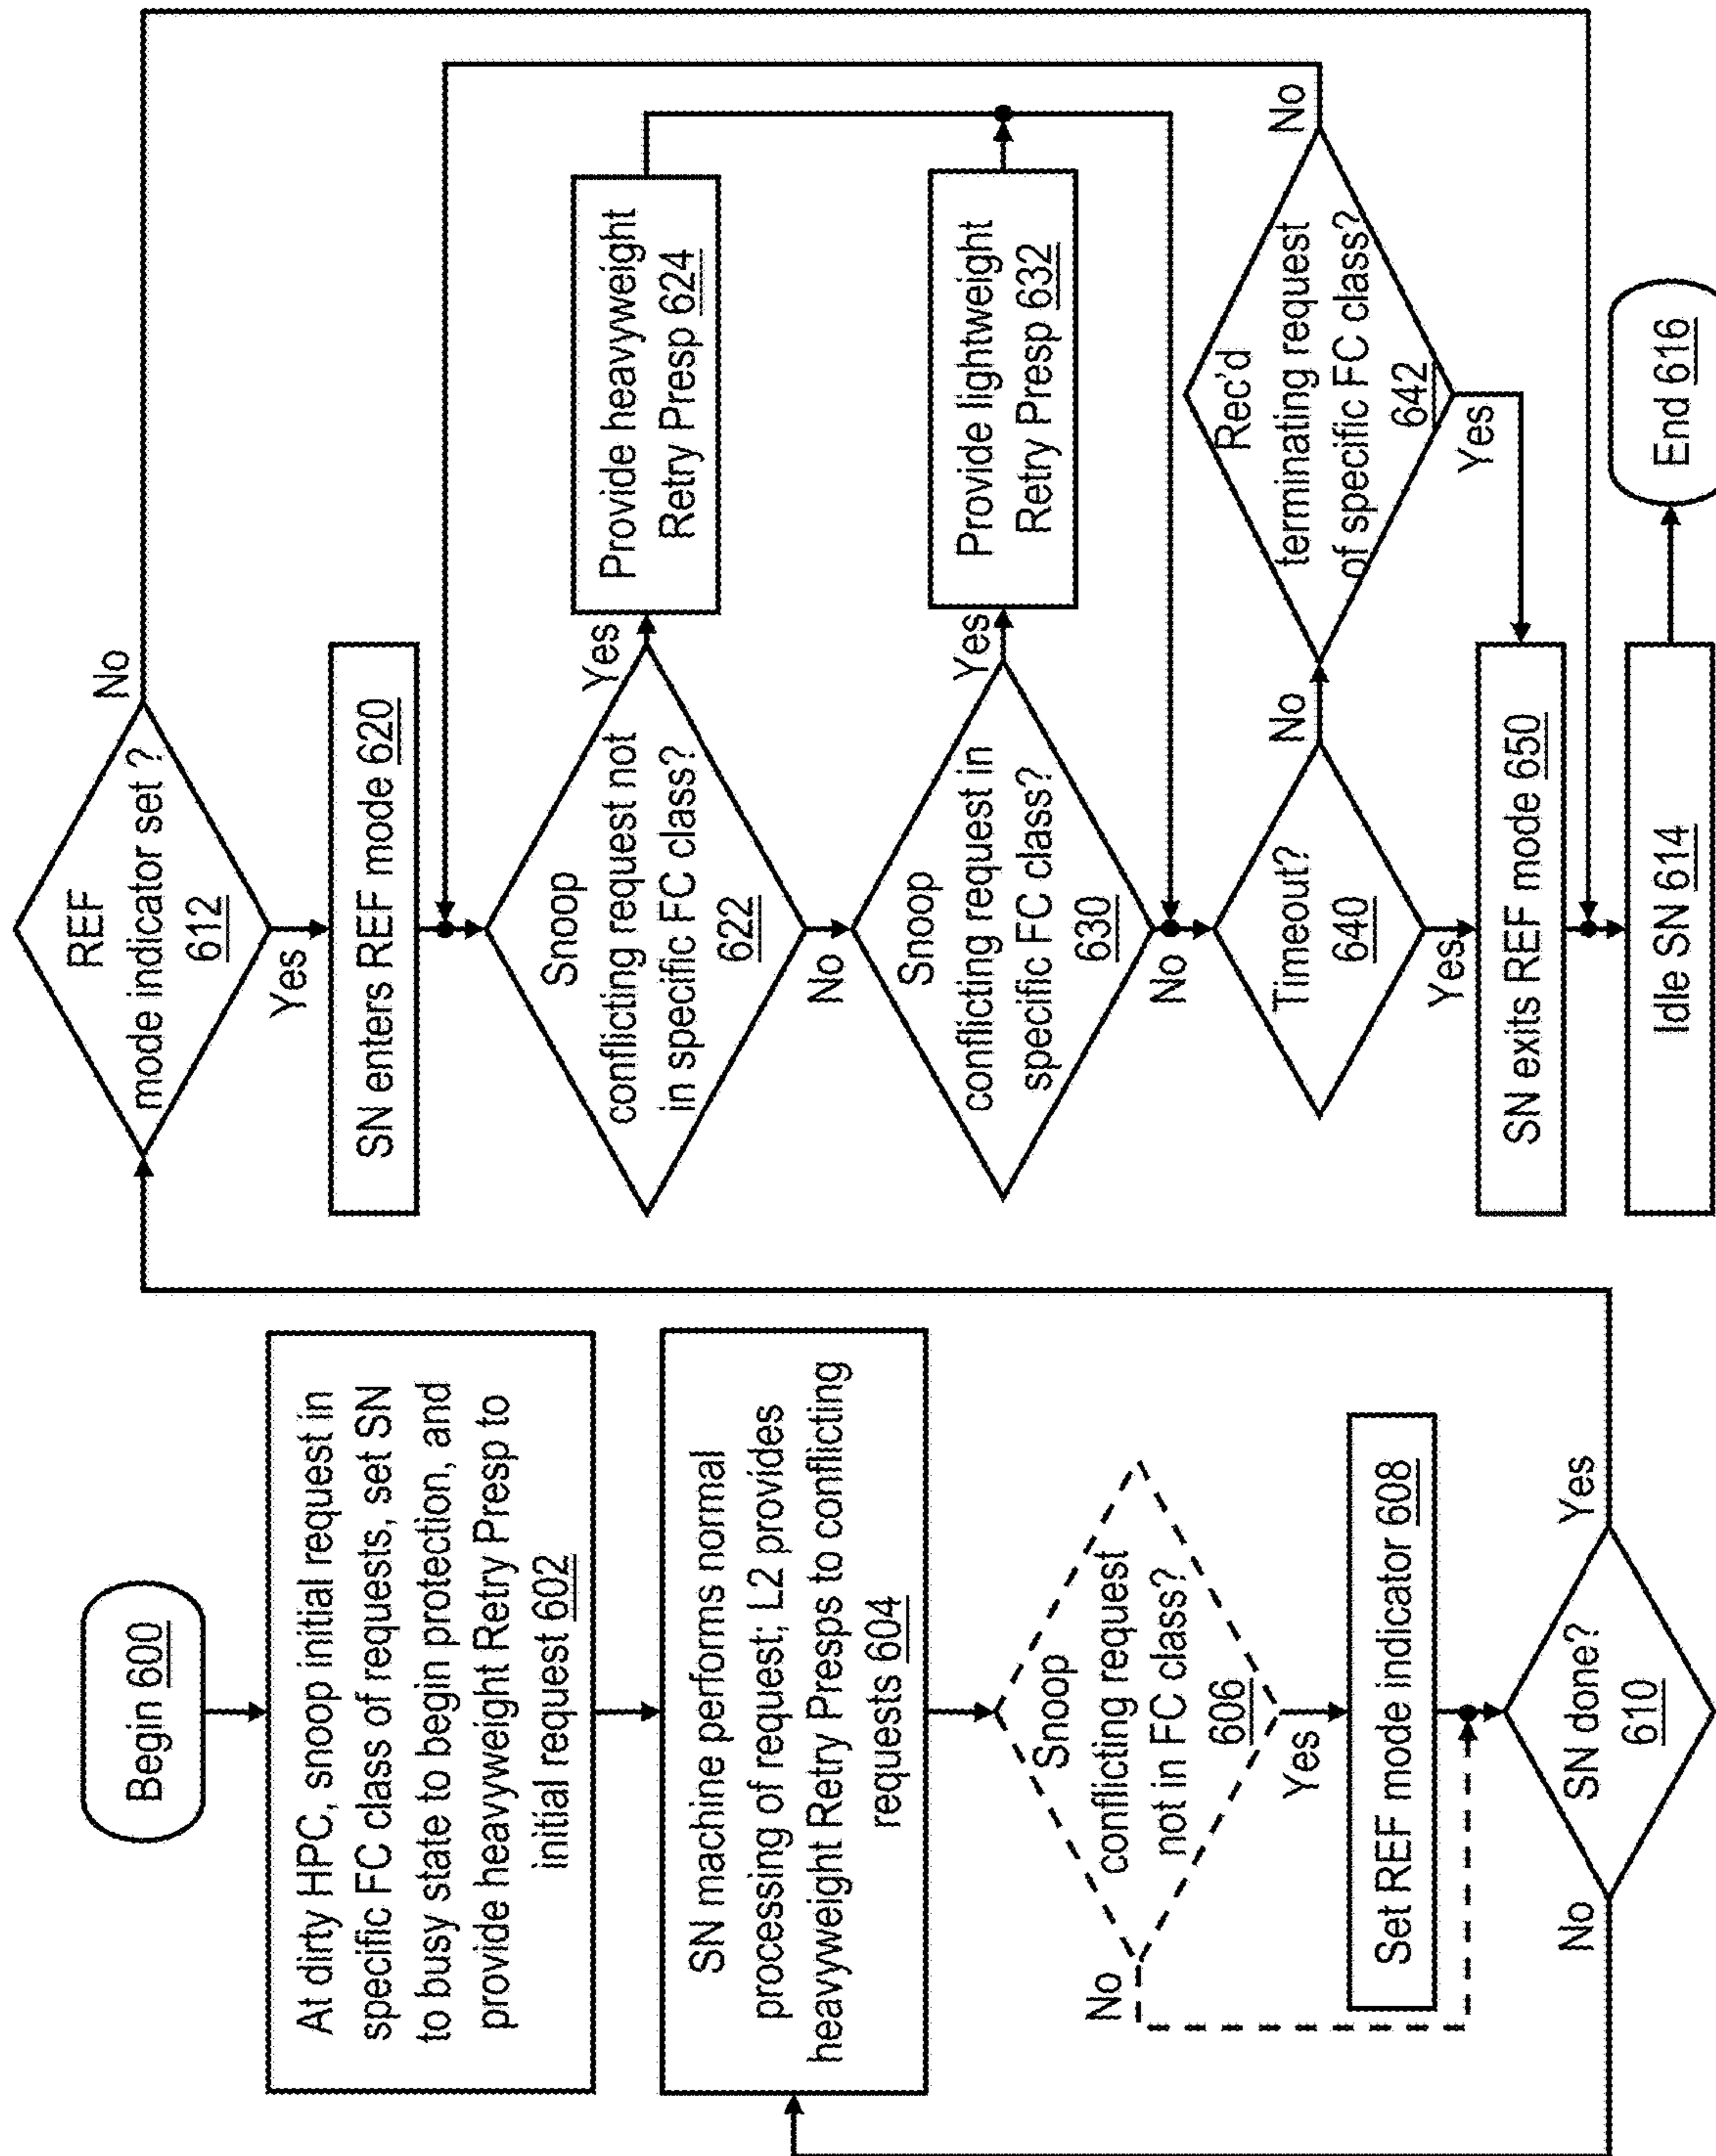 Begin 600
At dirty HPC, snoop initial request in
specific FC class of requests, set SN
to busy state to begin protection, and
provide heavyweight Retry Presp to
initial request 602
SN machine performs normal
processing of request; L2 provides
heavyweight Retry Presps to conflicting
requests 604
Snoop
conflicting request
not in FC class?
606
No
Yes
Set REF mode indicator 608
SN done?
610
No
Yes
REF
mode indicator set ?
612
No
Yes
SN enters REF mode 620
Snoop
conflicting request not
in specific FC class?
622
Yes
No
Provide heavyweight
Retry Presp 624
Snoop
conflicting request in
specific FC class?
630
Yes
No
Provide lightweight
Retry Presp 632
Timeout?
640
No
Yes
Rec'd
terminating request
of specific FC class?
642
No
Yes
SN exits REF mode 650
Idle SN 614
End 616